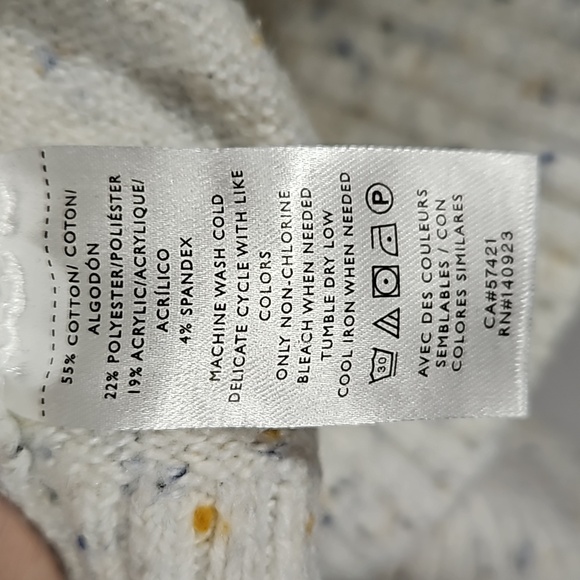 55% COTTON/ COTON/
ALGODÓN
22% POLYESTER/POLIÉSTER
19% ACRYLIC/ACRYLIQUE/
ACRÍLICO
4% SPANDEX
MACHINE WASH COLD
DELICATE CYCLE WITH LIKE
COLORS
ONLY NON-CHLORINE
BLEACH WHEN NEEDED
TUMBLE DRY LOW
COOL IRON WHEN NEEDED
30 P
AVEC DES COULEURS
SEMBLABLES / CON
COLORES SIMILARES
CA#57421
RN#140923